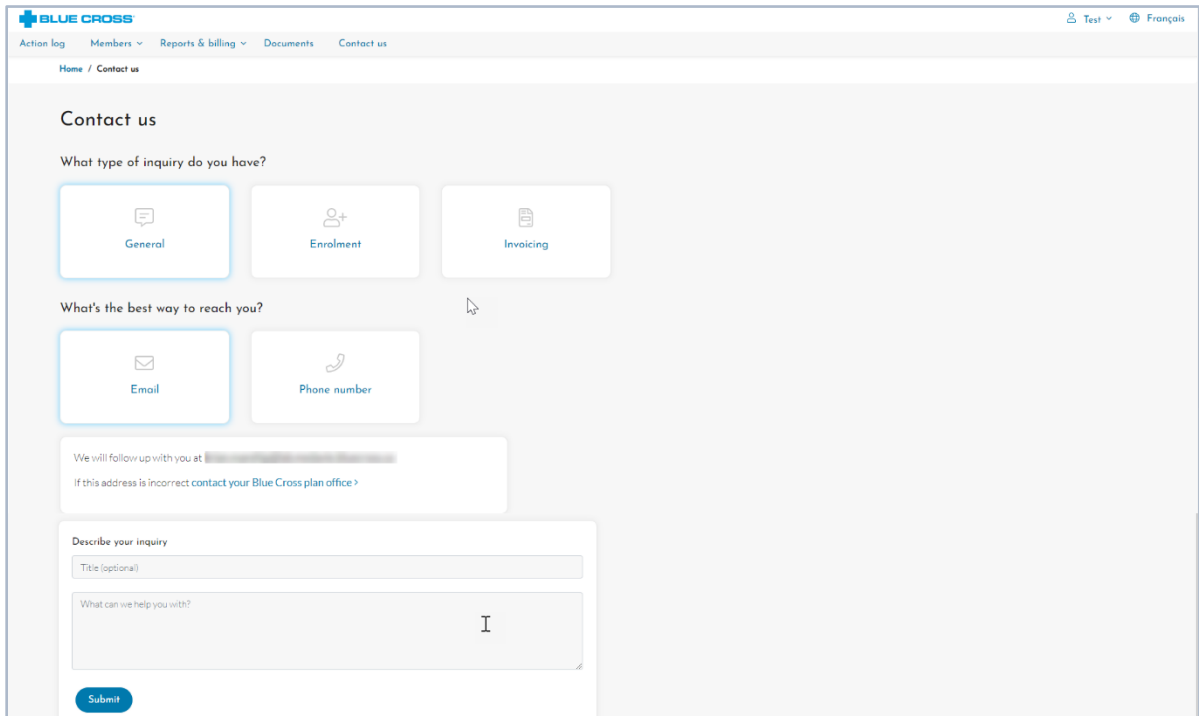 BLUE CROSS
Test
Français
Action log Members Reports & billing Documents Contact us
Home / Contact us
Contact us
What type of inquiry do you have?
General Enrolment Invoicing
What's the best way to reach you?
Email Phone number
We will follow up with you at
If this address is incorrect contact your Blue Cross plan office >
Describe your inquiry
Title (optional)
What can we help you with?
Submit